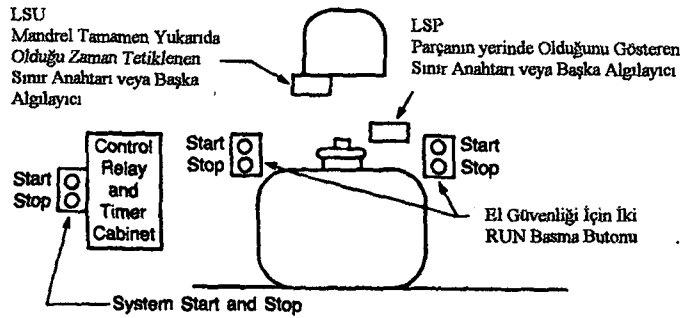 LSU
Mandrel Tamamen Yukarıda
Olduğu Zaman Tetiklenen
Sınır Anahtarı veya Başka
Algılayıcı
LSP
Parçanın yerinde Olduğunu Gösteren
Sınır Anahtarı veya Başka Algılayıcı
Start
Stop
Control
Relay
and
Timer
Cabinet
Start
Stop
Start
Stop
El Güvenliği İçin İki
RUN Basma Butonu
System Start and Stop